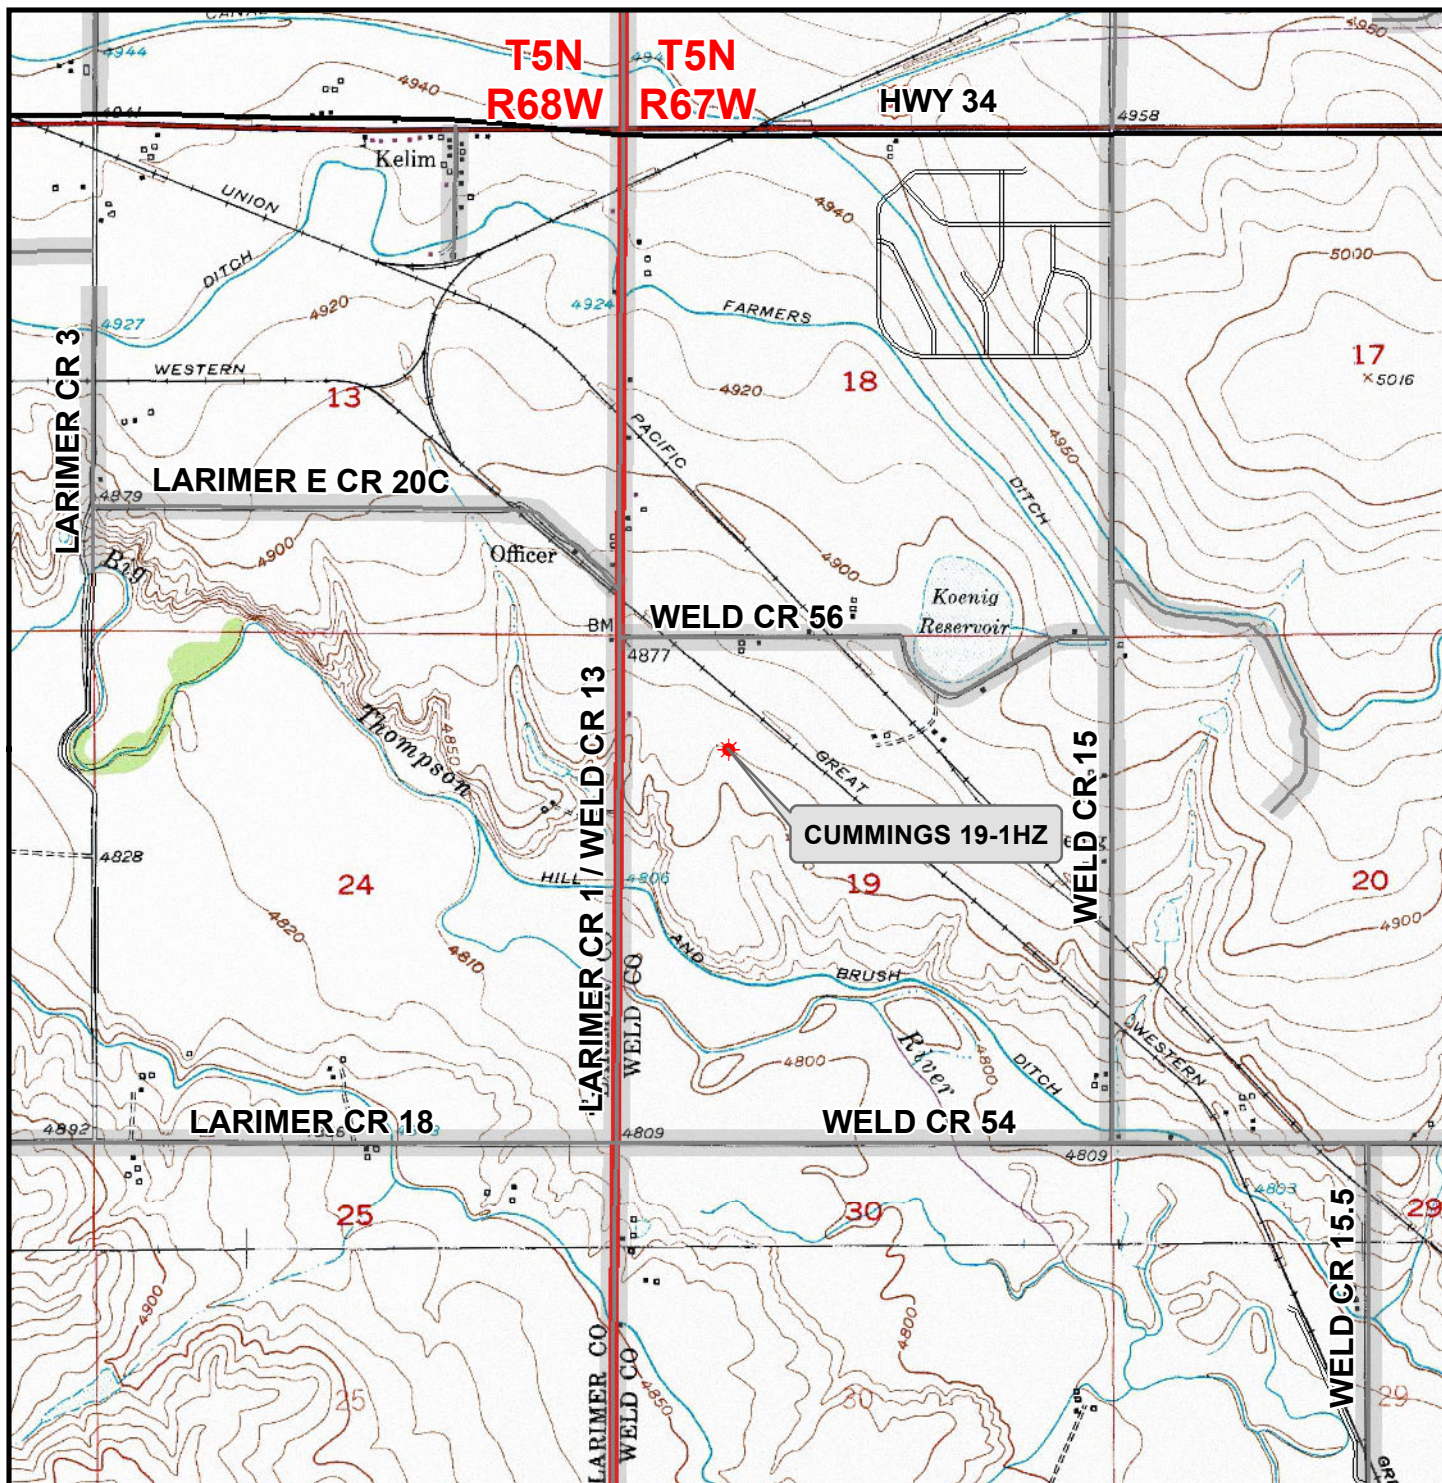 CANAL
4944
4940
T5N
R68W
T5N
R67W
HWY 34
4950
4941
4958
Kelim
UNION
DITCH
4920
4927
4924
FARMERS
4940
5000
WESTERN
13
4920
18
17
5016
LARIMER CR 3
PACIFIC
4950
LARIMER E CR 20C
4879
4900
Officer
DITCH
4900
Big
Koenig
Reservoir
BM
WELD CR 56
4877
Thompson
4850
GREAT
CUMMINGS 19-1HZ
WELD CR 15
LARIMER CR 1 / WELD CR 13
4828
24
HILL
4806
19
20
4820
4810
AND
BRUSH
4900
WELD CO
River
4800
4800
DITCH
WESTERN
LARIMER CR 18
4892
4809
WELD CR 54
4809
4803
25
30
29
WELD CR 15.5
4900
4800
LARIMER CO
WELD CO
4850
25
30
29